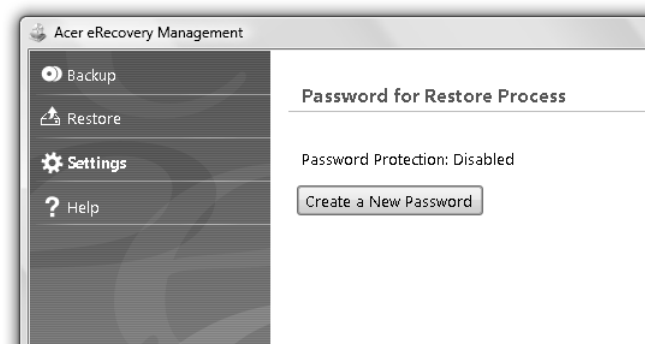 Acer eRecovery Management
Backup
Restore
Settings
Help
Password for Restore Process
Password Protection: Disabled
Create a New Password